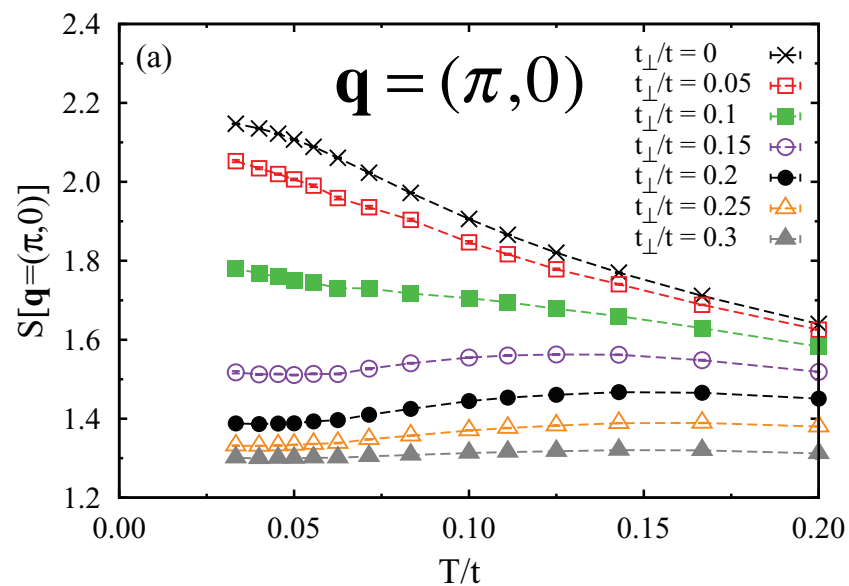 (a)
q = (π,0)
t⊥/t = 0
t⊥/t = 0.05
t⊥/t = 0.1
t⊥/t = 0.15
t⊥/t = 0.2
t⊥/t = 0.25
t⊥/t = 0.3
S[q=(π,0)]
2.4
2.2
2.0
1.8
1.6
1.4
1.2
0.00 0.05 0.10 0.15 0.20
T/t